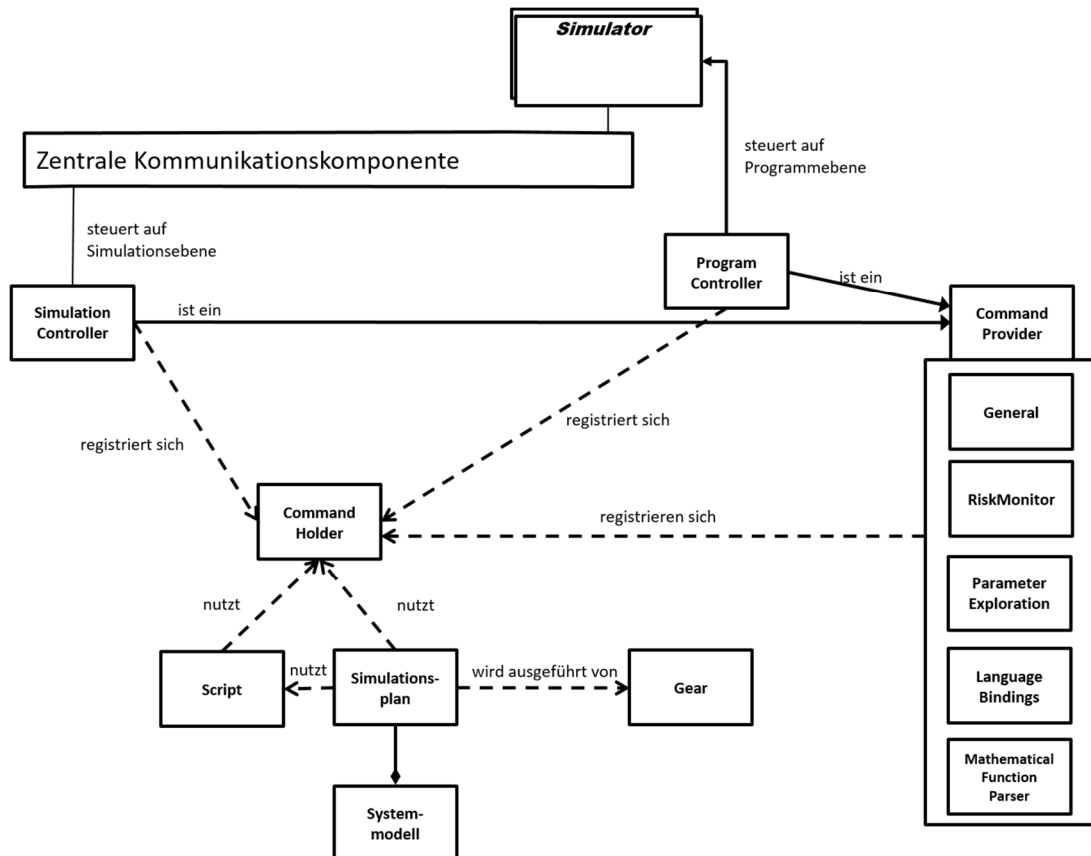 Simulator
Zentrale Kommunikationskomponente
steuert auf
Programmebene
steuert auf
Simulationsebene
Program
Controller
ist ein
Simulation
Controller
ist ein
Command
Provider
General
registriert sich
registriert sich
RiskMonitor
Command
Holder
registrieren sich
Parameter
Exploration
nutzt
nutzt
Script
nutzt
Simulations-
plan
wird ausgeführt von
Gear
Language
Bindings
Mathematical
Function
Parser
System-
modell